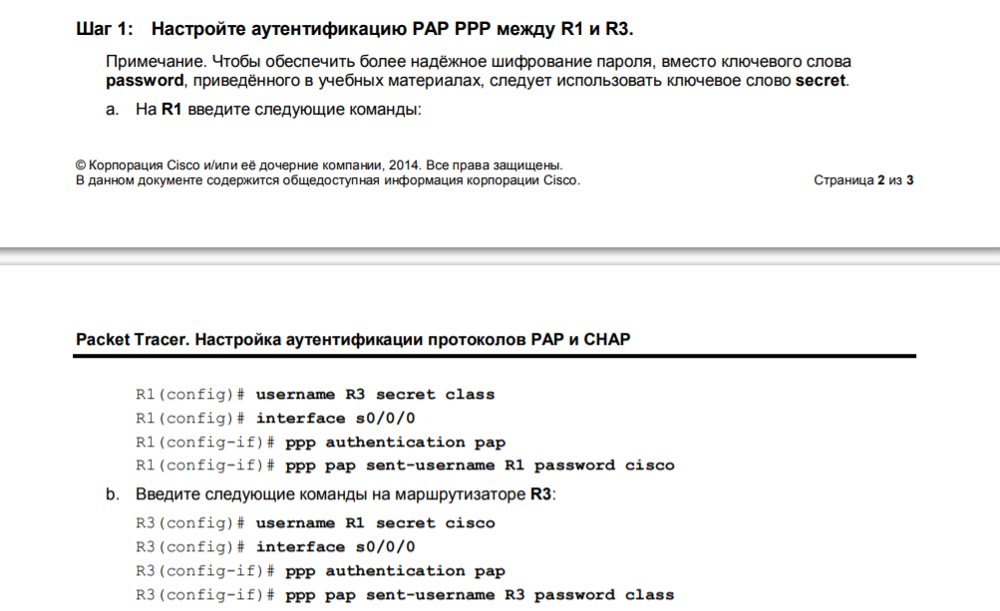 Шаг 1: Настройте аутентификацию PAP PPP между R1 и R3.
Примечание. Чтобы обеспечить более надёжное шифрование пароля, вместо ключевого слова
password, приведённого в учебных материалах, следует использовать ключевое слово secret.
a. На R1 введите следующие команды:
© Корпорация Cisco и/или её дочерние компании, 2014. Все права защищены.
В данном документе содержится общедоступная информация корпорации Cisco. Страница 2 из 3
Packet Tracer. Настройка аутентификации протоколов PAP и CHAP
R1(config)# username R3 secret class
R1(config)# interface s0/0/0
R1(config-if)# ppp authentication pap
R1(config-if)# ppp pap sent-username R1 password cisco
b. Введите следующие команды на маршрутизаторе R3:
R3(config)# username R1 secret cisco
R3(config)# interface s0/0/0
R3(config-if)# ppp authentication pap
R3(config-if)# ppp pap sent-username R3 password class